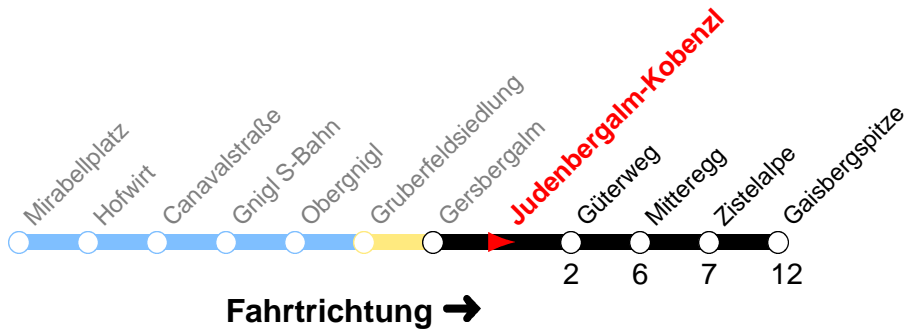 Mirabellplatz
Hofwirt
Canavalstraße
Gnigl S-Bahn
Obergnigl
Gruberfeldsiedlung
Gersbergalm
Judenbergalm-Kobenzl
Güterweg
Mitteregg
Zistelalpe
Gaisbergspitze
2 6 7 12
Fahrtrichtung ➔